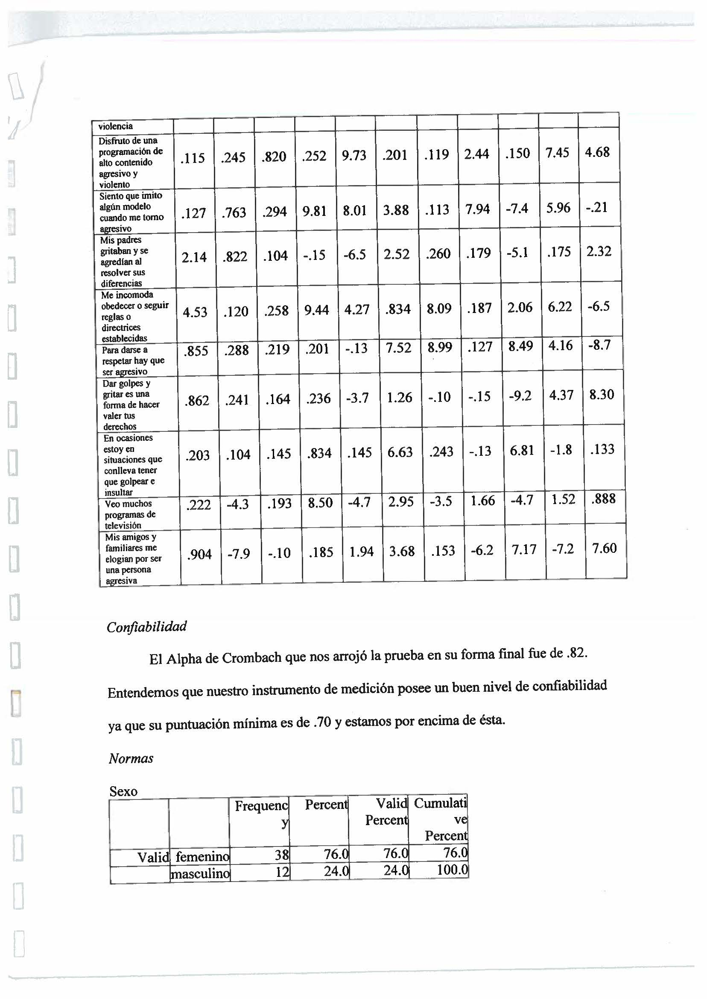 violencia
Disfruto de una
programación de
alto contenido
agresivo y
violento
.115 .245 .820 .252 9.73 .201 .119 2.44 .150 7.45 4.68
Siento que imito
algún modelo
cuando me torno
agresivo
.127 .763 .294 9.81 8.01 3.88 .113 7.94 -7.4 5.96 -.21
Mis padres
gritaban y se
agredían al
resolver sus
diferencias
2.14 .822 .104 -.15 -6.5 2.52 .260 .179 -5.1 .175 2.32
Me incomoda
obedecer o seguir
reglas o
directrices
establecidas
4.53 .120 .258 9.44 4.27 .834 8.09 .187 2.06 6.22 -6.5
Para darse a
respetar hay que
ser agresivo
.855 .288 .219 .201 -.13 7.52 8.99 .127 8.49 4.16 -8.7
Dar golpes y
gritar es una
forma de hacer
valer tus
derechos
.862 .241 .164 .236 -3.7 1.26 -.10 -.15 -9.2 4.37 8.30
En ocasiones
estoy en
situaciones que
conlleva tener
que golpear e
insultar
.203 .104 .145 .834 .145 6.63 .243 -.13 6.81 -1.8 .133
Veo muchos
programas de
televisión
.222 -4.3 .193 8.50 -4.7 2.95 -3.5 1.66 -4.7 1.52 .888
Mis amigos y
familiares me
elogian por ser
una persona
agresiva
.904 -7.9 -.10 .185 1.94 3.68 .153 -6.2 7.17 -7.2 7.60
Confiabilidad
El Alpha de Crombach que nos arrojó la prueba en su forma final fue de .82.
Entendemos que nuestro instrumento de medición posee un buen nivel de confiabilidad
ya que su puntuación mínima es de .70 y estamos por encima de ésta.
Normas
Sexo
Frequenc Percent Valid Cumulati
y Percent ve
Percent
Valid femenino 38 76.0 76.0 76.0
masculino 12 24.0 24.0 100.0